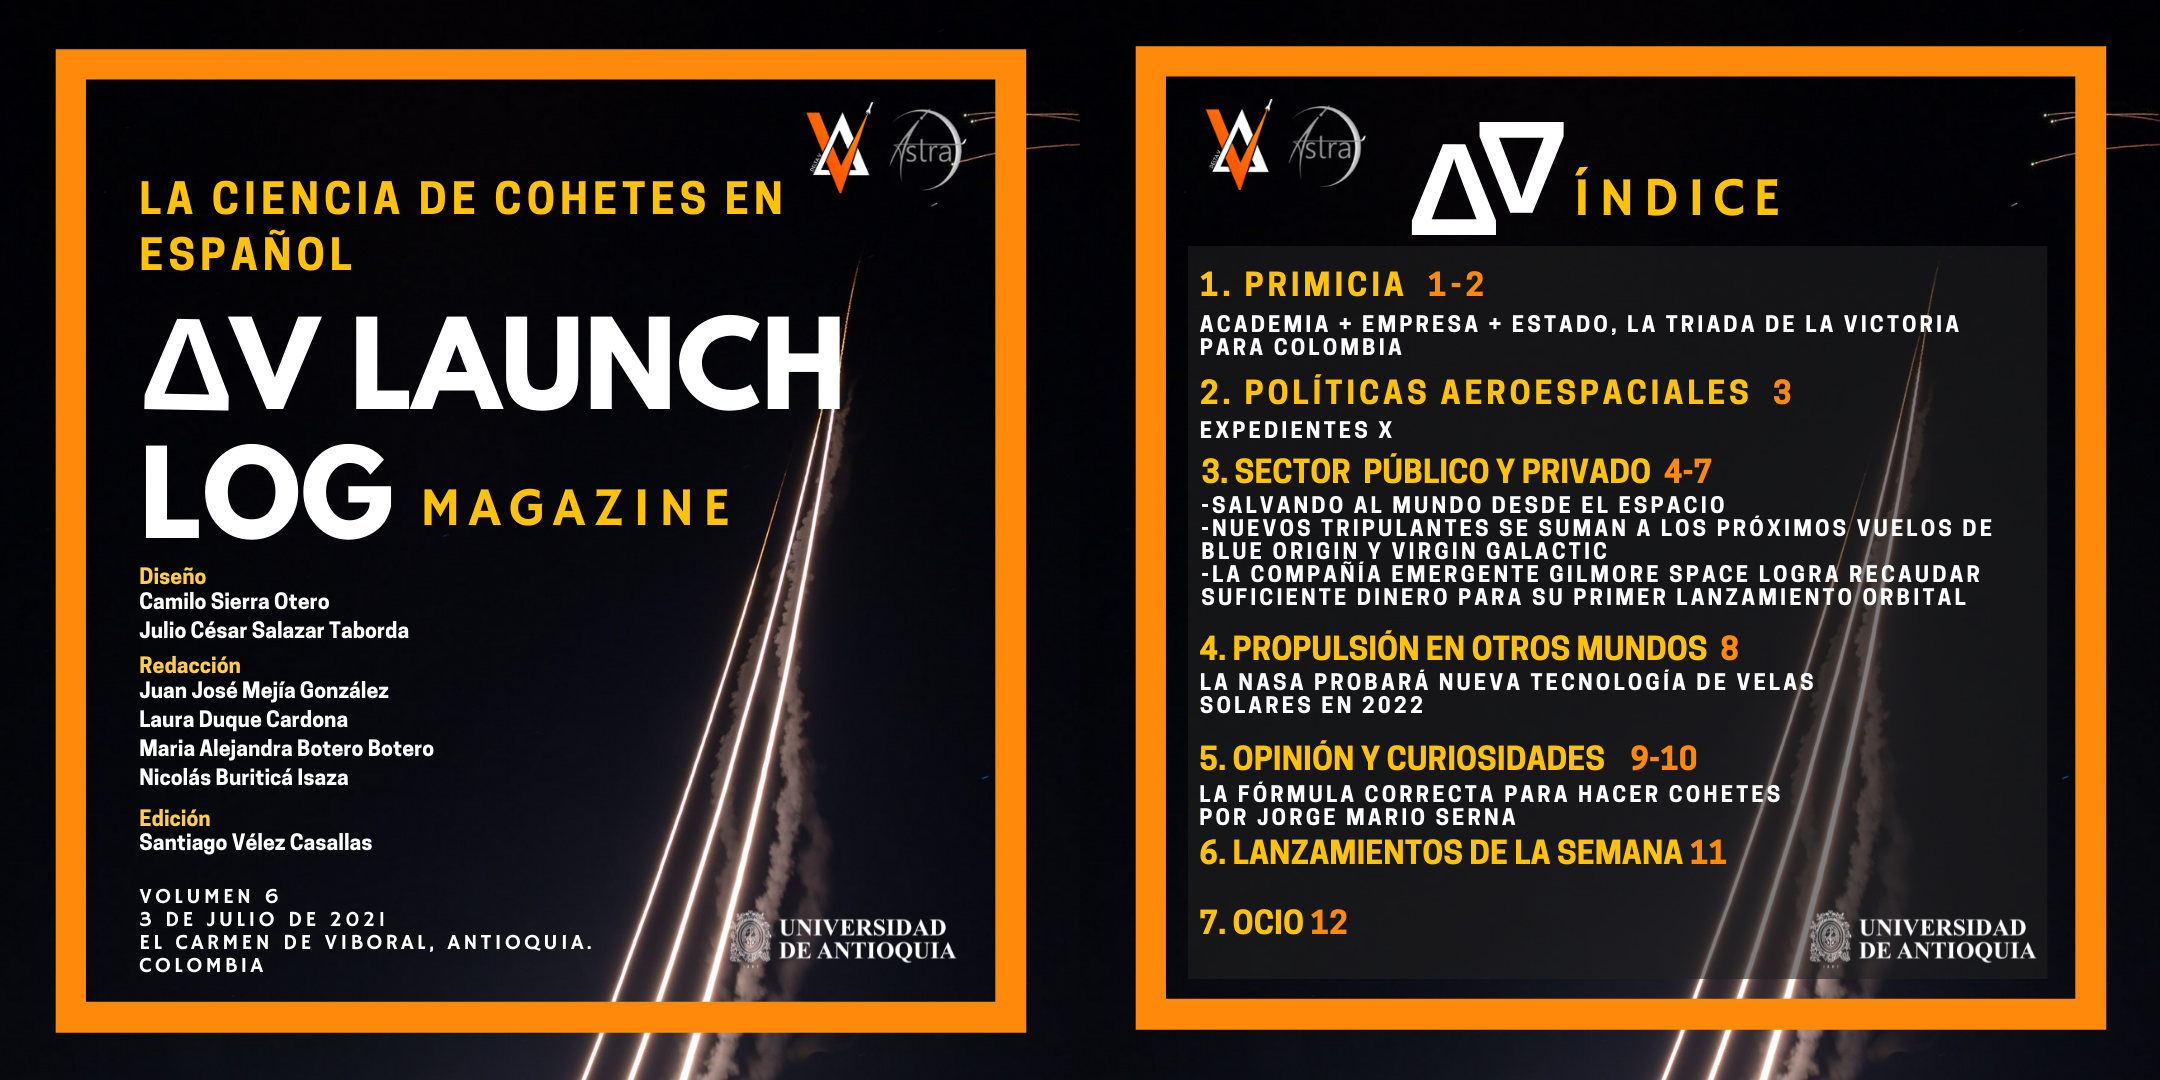 Astra
LA CIENCIA DE COHETES EN
ESPAÑOL
ΔV LAUNCH
LOG MAGAZINE
Diseño
Camilo Sierra Otero
Julio César Salazar Taborda
Redacción
Juan José Mejía González
Laura Duque Cardona
Maria Alejandra Botero Botero
Nicolás Buriticá Isaza
Edición
Santiago Vélez Casallas
VOLUMEN 6
3 DE JULIO DE 2021
EL CARMEN DE VIBORAL, ANTIOQUIA.
COLOMBIA
UNIVERSIDAD
DE ANTIOQUIA
Astra
ΔV ÍNDICE
1. PRIMICIA 1-2
ACADEMIA + EMPRESA + ESTADO, LA TRIADA DE LA VICTORIA
PARA COLOMBIA
2. POLÍTICAS AEROESPACIALES 3
EXPEDIENTES X
3. SECTOR PÚBLICO Y PRIVADO 4-7
-SALVANDO AL MUNDO DESDE EL ESPACIO
-NUEVOS TRIPULANTES SE SUMAN A LOS PRÓXIMOS VUELOS DE
BLUE ORIGIN Y VIRGIN GALACTIC
-LA COMPAÑÍA EMERGENTE GILMORE SPACE LOGRA RECAUDAR
SUFICIENTE DINERO PARA SU PRIMER LANZAMIENTO ORBITAL
4. PROPULSIÓN EN OTROS MUNDOS 8
LA NASA PROBARÁ NUEVA TECNOLOGÍA DE VELAS
SOLARES EN 2022
5. OPINIÓN Y CURIOSIDADES 9-10
LA FÓRMULA CORRECTA PARA HACER COHETES
POR JORGE MARIO SERNA
6. LANZAMIENTOS DE LA SEMANA 11
7. OCIO 12
UNIVERSIDAD
DE ANTIOQUIA